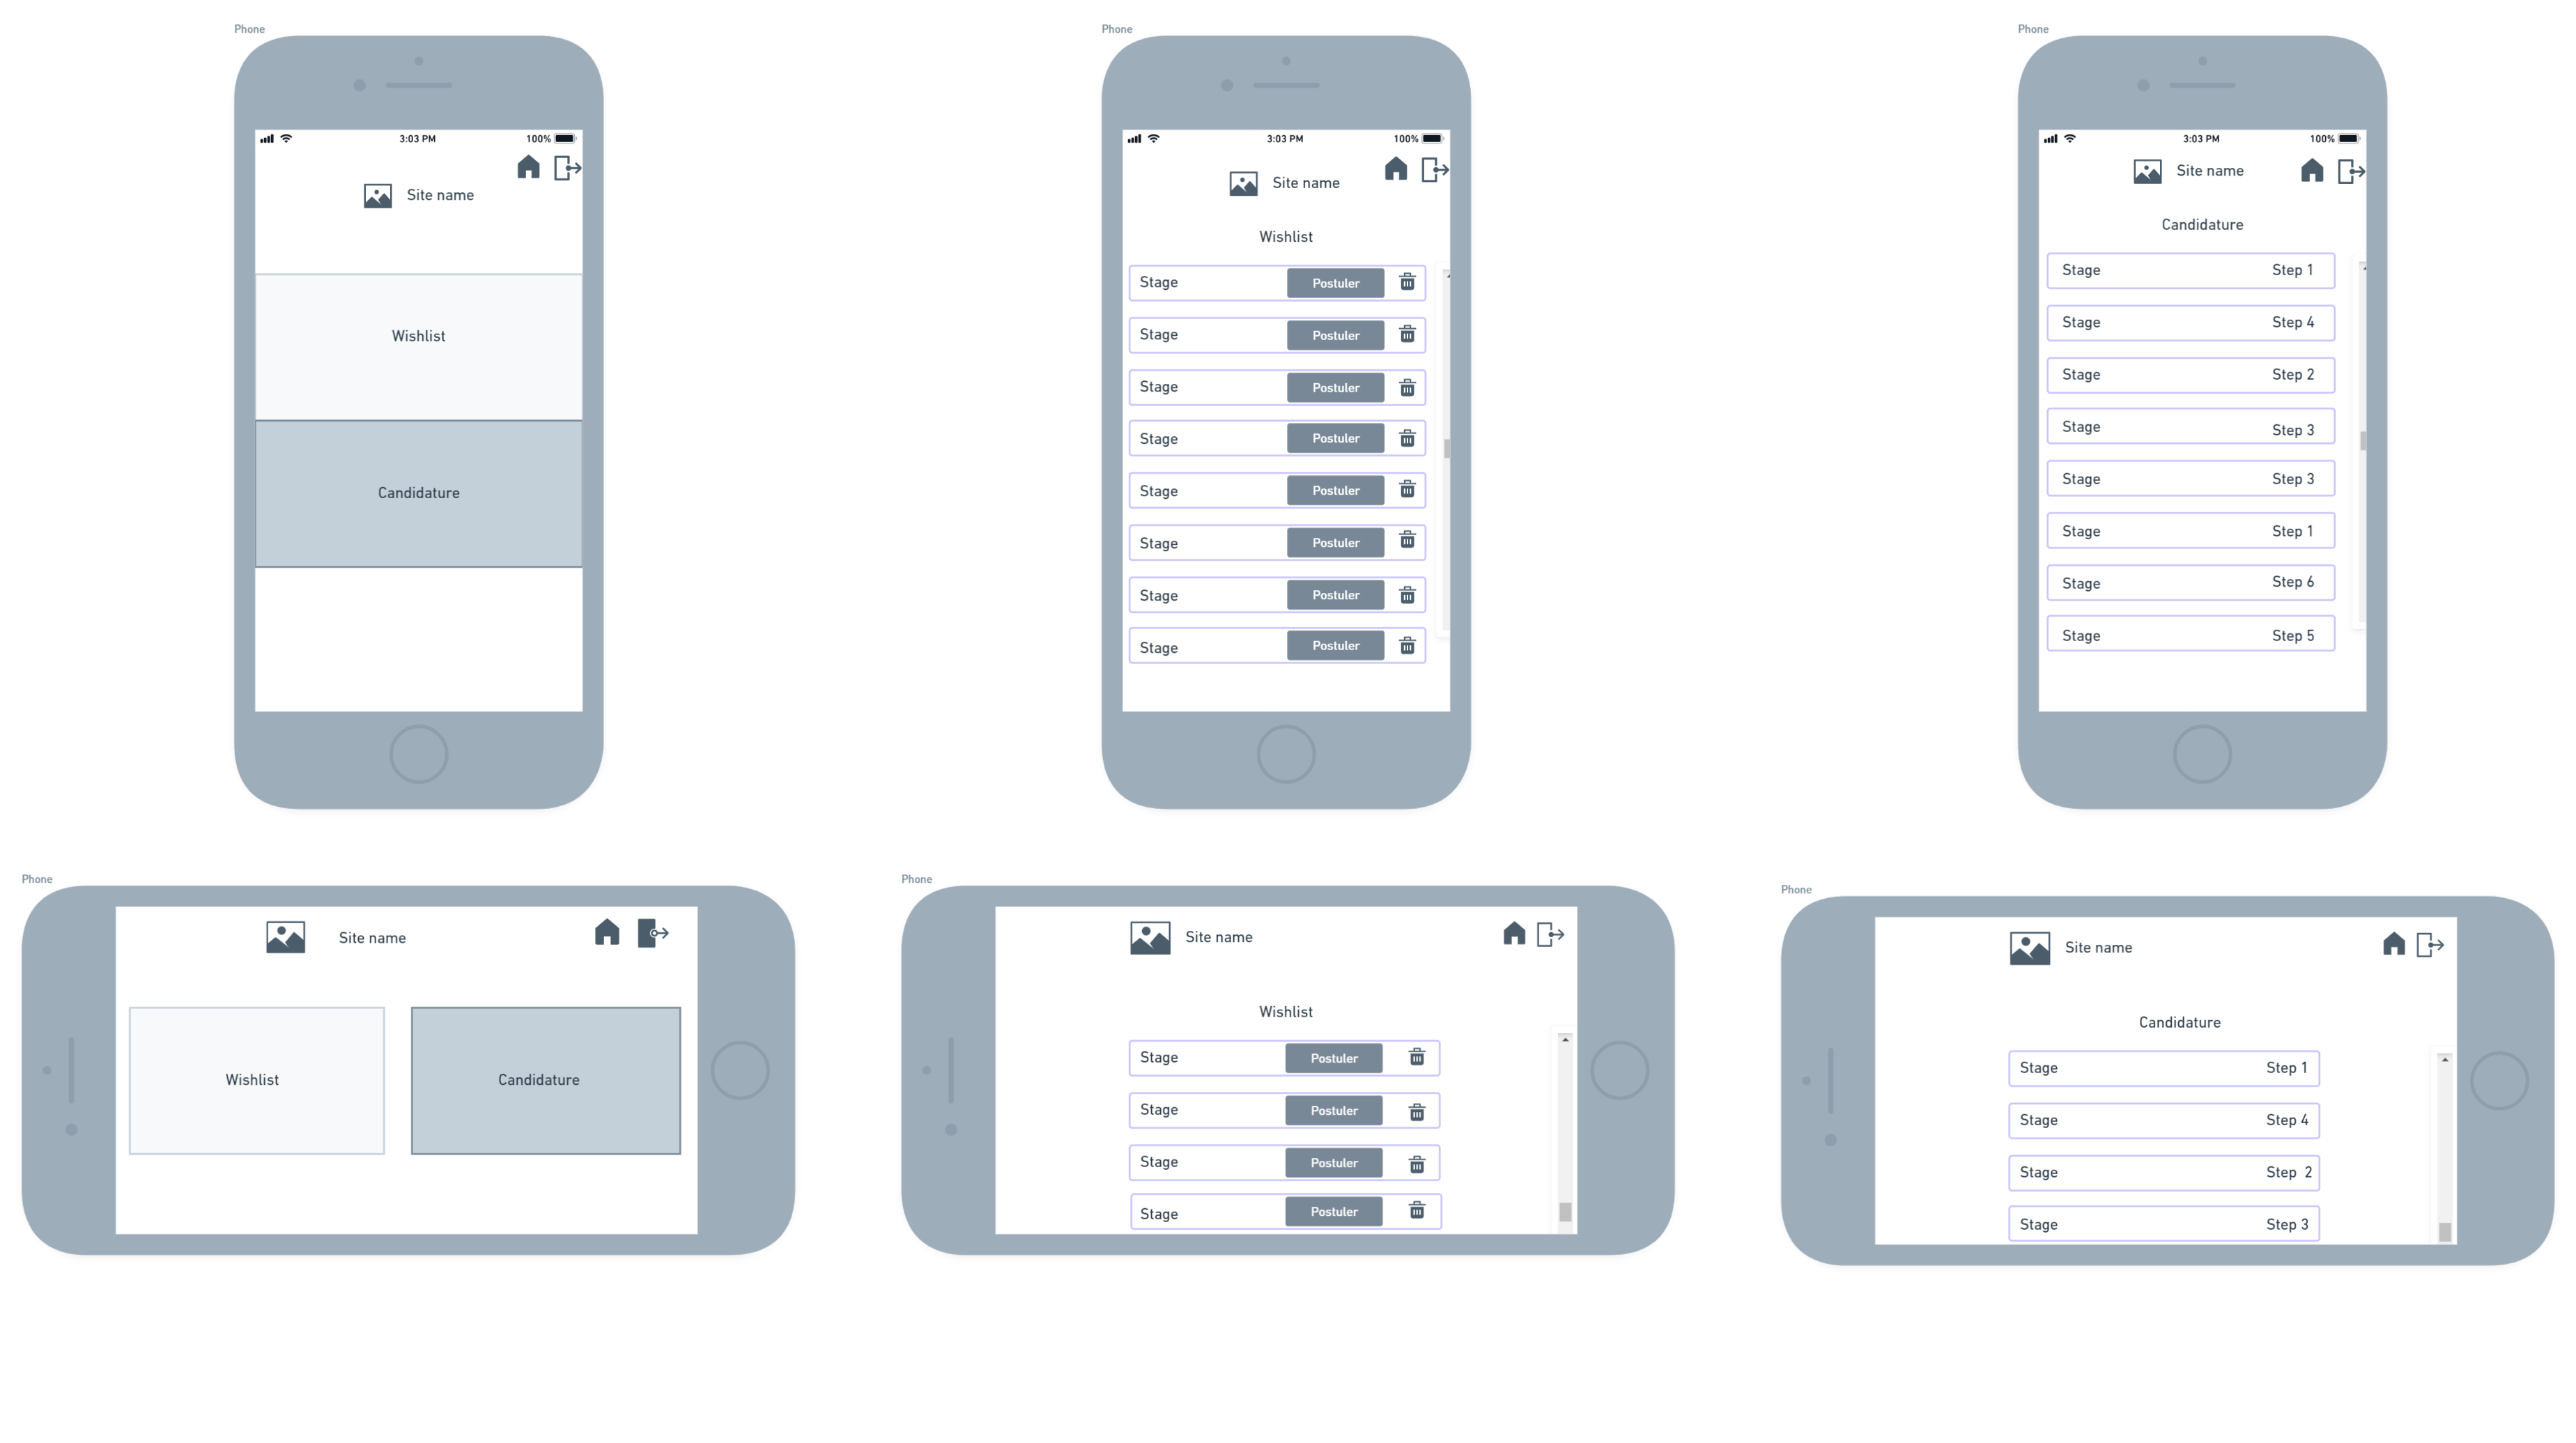 Phone
3:03 PM
100%
Site name
Wishlist
Candidature
Phone
3:03 PM
100%
Site name
Wishlist
Stage Postuler
Stage Postuler
Stage Postuler
Stage Postuler
Stage Postuler
Stage Postuler
Stage Postuler
Stage Postuler
Phone
3:03 PM
100%
Site name
Candidature
Stage Step 1
Stage Step 4
Stage Step 2
Stage Step 3
Stage Step 3
Stage Step 1
Stage Step 6
Stage Step 5
Phone
Site name
Wishlist
Candidature
Phone
Site name
Wishlist
Stage Postuler
Stage Postuler
Stage Postuler
Stage Postuler
Phone
Site name
Candidature
Stage Step 1
Stage Step 4
Stage Step 2
Stage Step 3